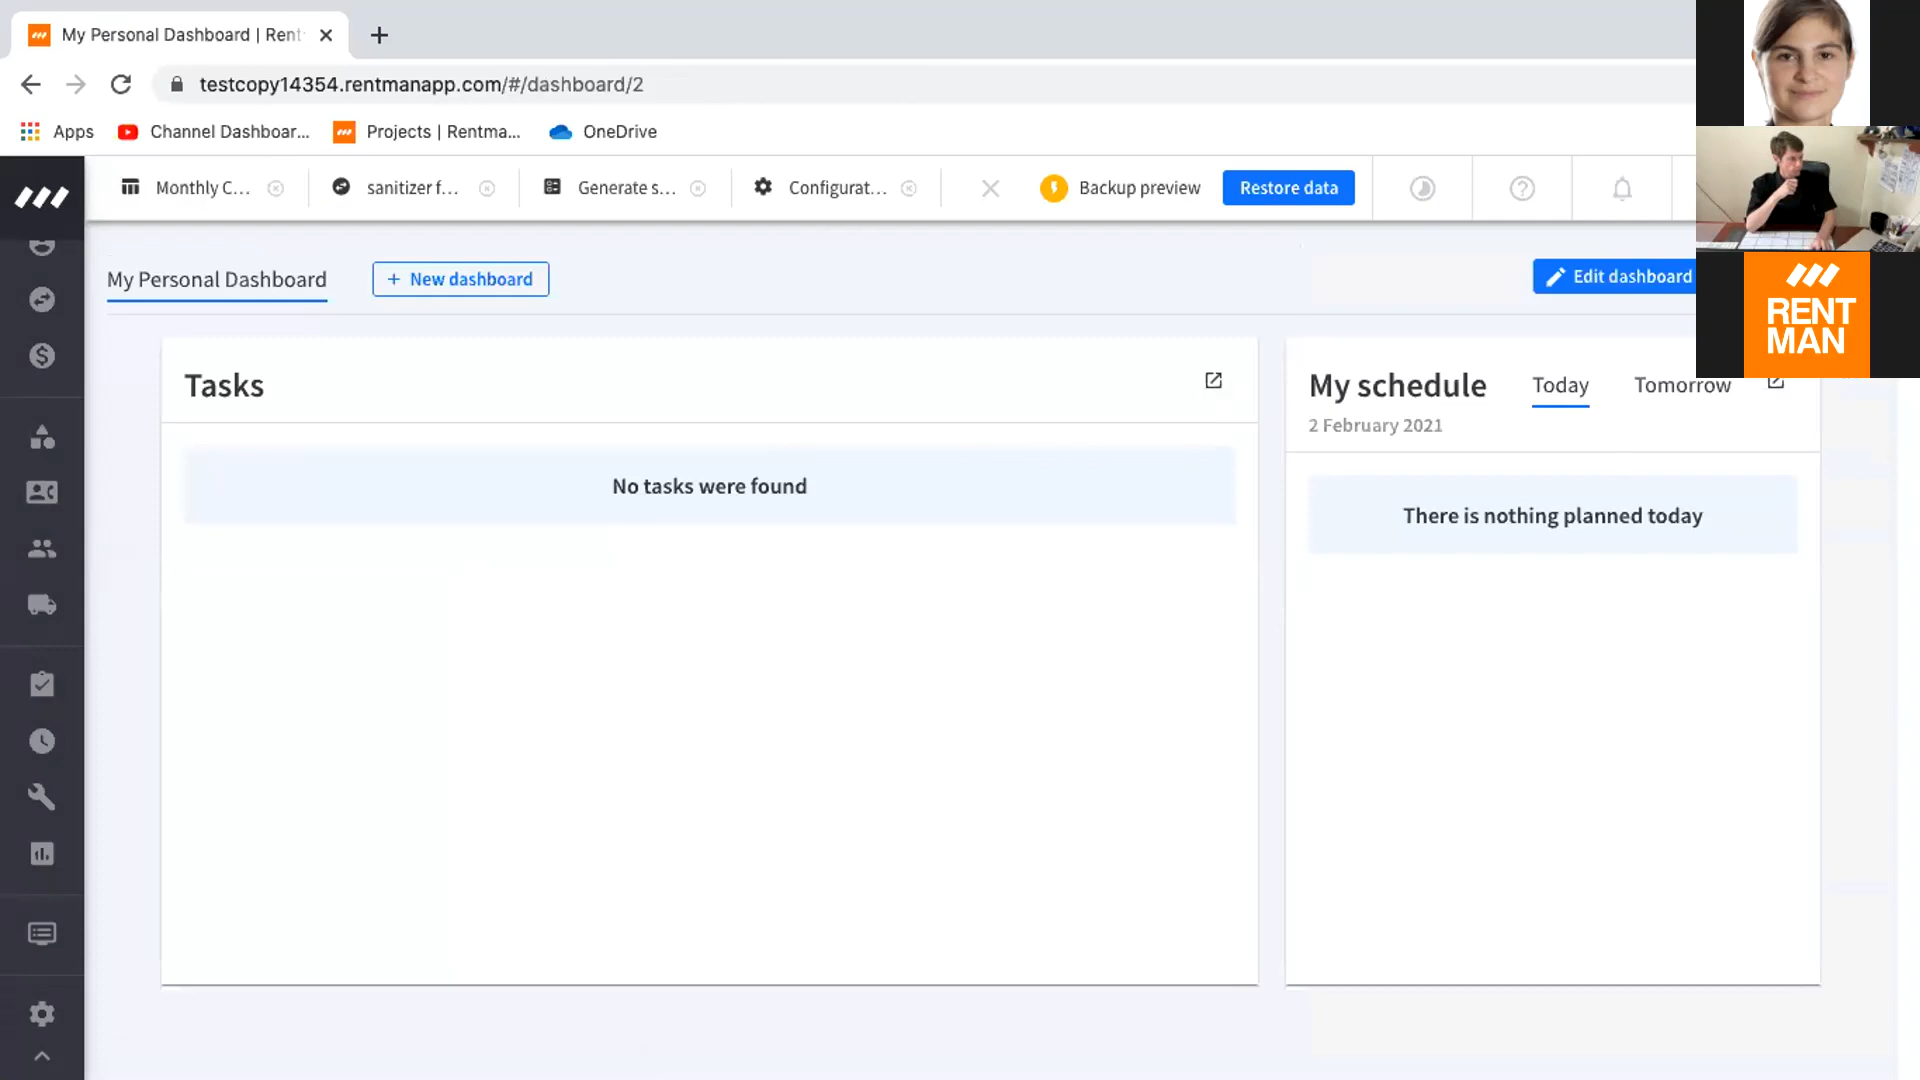 My Personal Dashboard | Rent
testcopy14354.rentmanapp.com/#/dashboard/2
Apps
Channel Dashboar...
Projects | Rentma...
OneDrive
Monthly C...
sanitizer f...
Generate s...
Configurat...
Backup preview
Restore data
My Personal Dashboard
+ New dashboard
Edit dashboard
RENT
MAN
Tasks
No tasks were found
My schedule
Today
Tomorrow
2 February 2021
There is nothing planned today